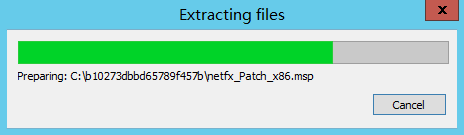 Extracting files
Preparing: C:\b10273dbbd65789f457b\netfx_Patch_x86.msp
Cancel